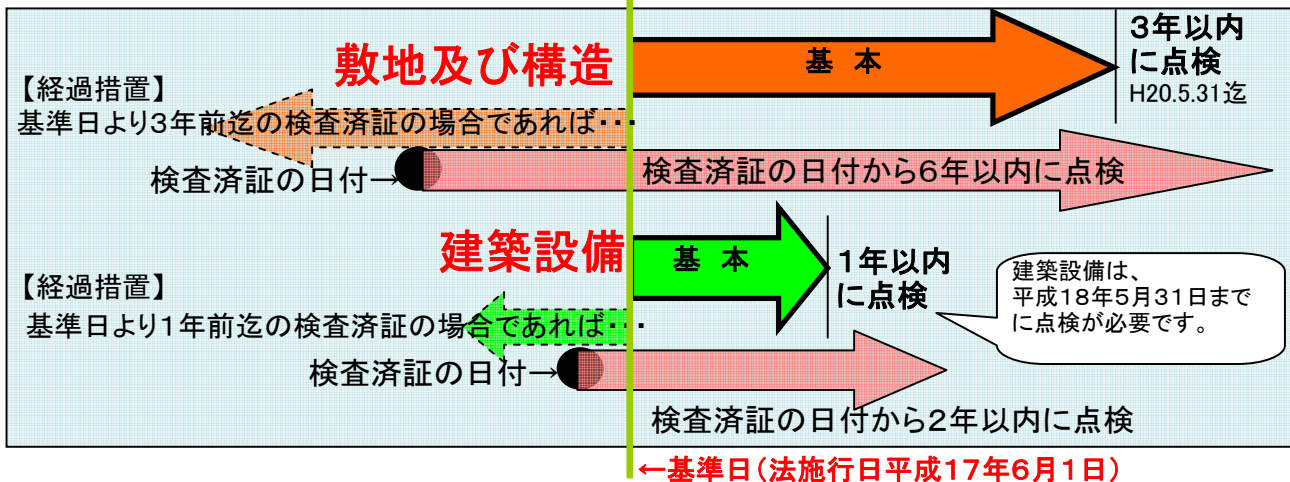 敷地及び構造
基 本
3年以内
に点検
H20.5.31迄
【経過措置】
基準日より3年前迄の検査済証の場合であれば・・・
検査済証の日付→
検査済証の日付から6年以内に点検
建築設備
基 本
1年以内
に点検
建築設備は、
平成18年5月31日まで
に点検が必要です。
【経過措置】
基準日より1年前迄の検査済証の場合であれば・・・
検査済証の日付→
検査済証の日付から2年以内に点検
←基準日(法施行日平成17年6月1日)